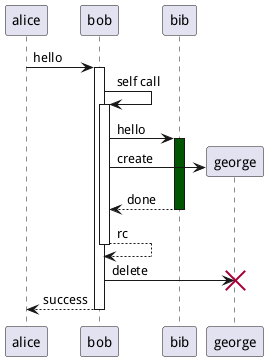 alice
bob
bib
hello
self call
hello
create
george
done
rc
delete
success
alice
bob
bib
george